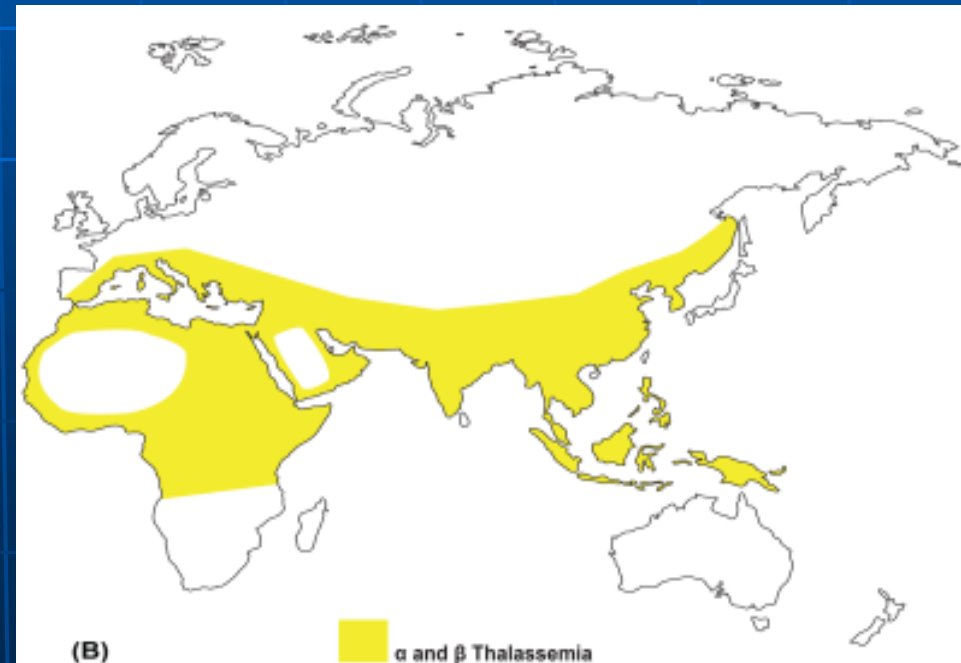 (B)
α and β Thalassemia